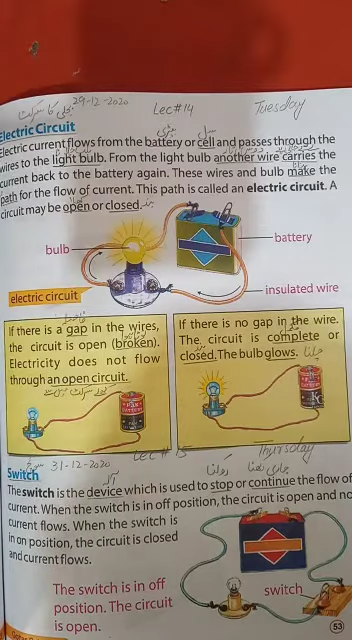 بجلی کا سرکٹ 29-12-2020 Lec#14 Tuesday
Electric Circuit
Electric current flows from the battery or cell and passes through the
wires to the light bulb. From the light bulb another wire carries the
current back to the battery again. These wires and bulb make the
path for the flow of current. This path is called an electric circuit. A
circuit may be open or closed.
bulb
battery
electric circuit
insulated wire
If there is a gap in the wires,
the circuit is open (broken).
Electricity does not flow
through an open circuit.
If there is no gap in the wire.
The circuit is complete or
closed. The bulb glows.
31-12-2020 Lec # 15 Thursday
Switch
The switch is the device which is used to stop or continue the flow of
current. When the switch is in off position, the circuit is open and no
current flows. When the switch is
in on position, the circuit is closed
and current flows.
The switch is in off
position. The circuit
is open.
switch
53